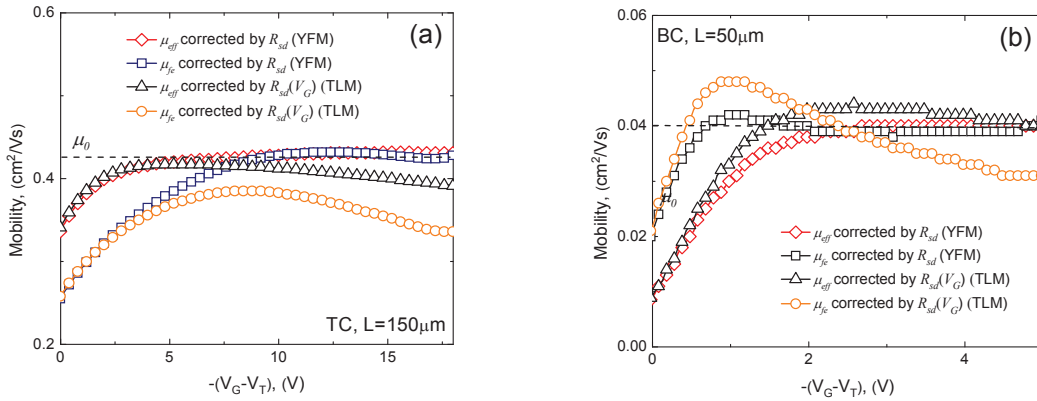 (a)
μeff corrected by Rsd (YFM)
μfe corrected by Rsd (YFM)
μeff corrected by Rsd(VG) (TLM)
μfe corrected by Rsd(VG) (TLM)
μ0
TC, L=150μm
Mobility, (cm²/Vs)
0.6
0.4
0.2
0
5
10
15
-(VG-VT), (V)
BC, L=50μm
(b)
μ0
μeff corrected by Rsd (YFM)
μfe corrected by Rsd (YFM)
μeff corrected by Rsd(VG) (TLM)
μfe corrected by Rsd(VG) (TLM)
Mobility, (cm²/Vs)
0.06
0.04
0.02
0.00
0
2
4
-(VG-VT), (V)